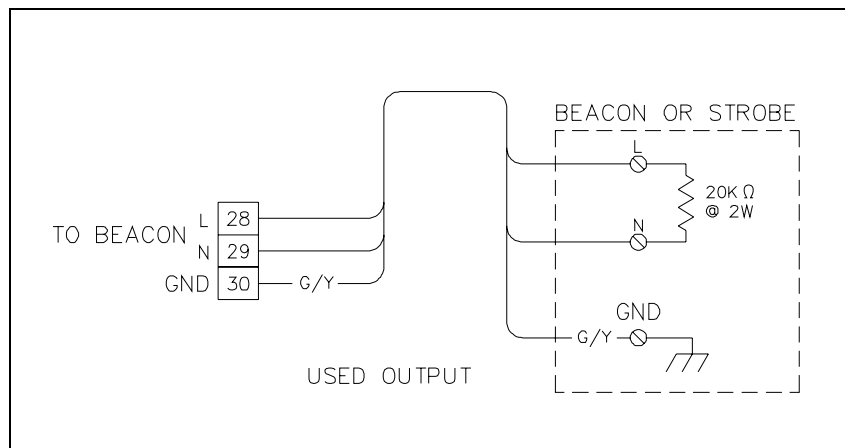 BEACON OR STROBE
L
20K Ω
@ 2W
N
TO BEACON
L 28
N 29
GND 30
G/Y
GND
G/Y
USED OUTPUT